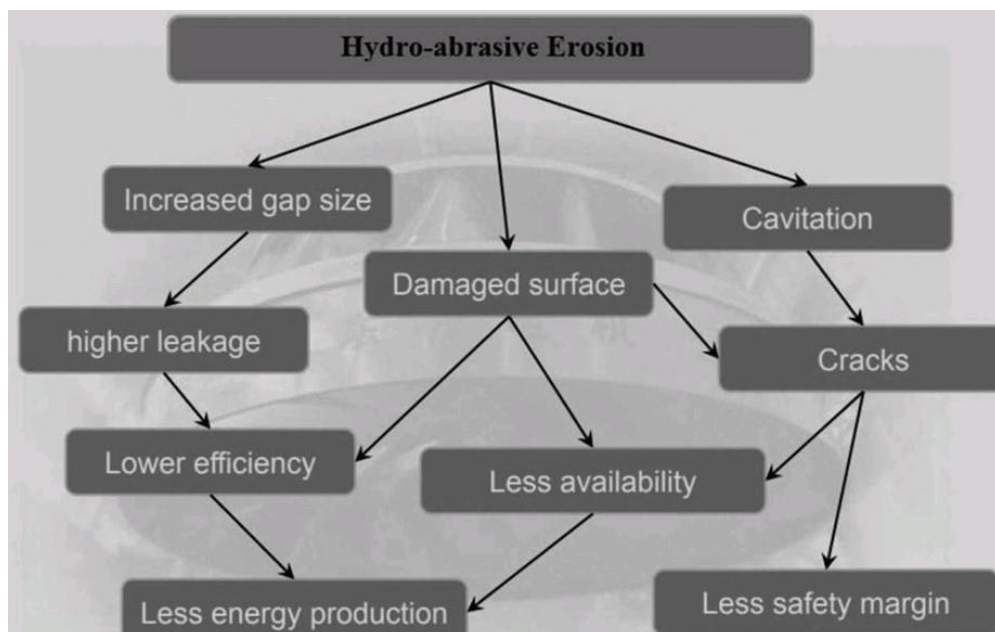 Hydro-abrasive Erosion
Increased gap size
Cavitation
Damaged surface
higher leakage
Cracks
Lower efficiency
Less availability
Less energy production
Less safety margin